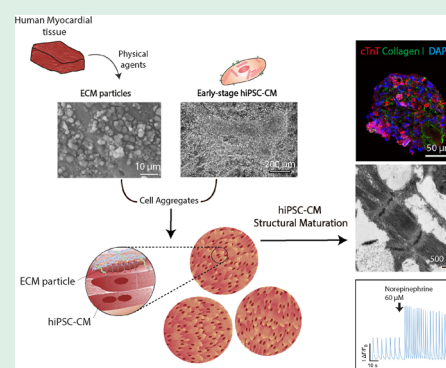 Human Myocardial
tissue
Physical
agents
ECM particles
Early-stage hiPSC-CM
10 µm
200 µm
Cell Aggregates
hiPSC-CM
Structural Maturation
ECM particle
hiPSC-CM
cTnT Collagen I DAP
50 µm
500
Norepinephrine
60 µM
10 s